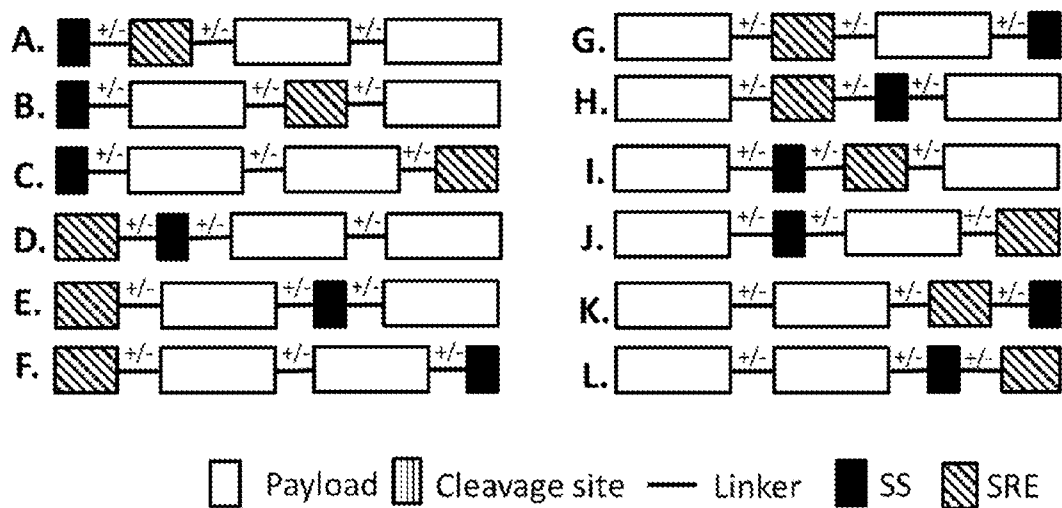 A. +/- +/- +/-
B. +/- +/- +/-
C. +/- +/- +/-
D. +/- +/- +/-
E. +/- +/- +/-
F. +/- +/- +/-
G. +/- +/- +/-
H. +/- +/- +/-
I. +/- +/- +/-
J. +/- +/- +/-
K. +/- +/- +/-
L. +/- +/- +/-
Payload Cleavage site Linker SS SRE